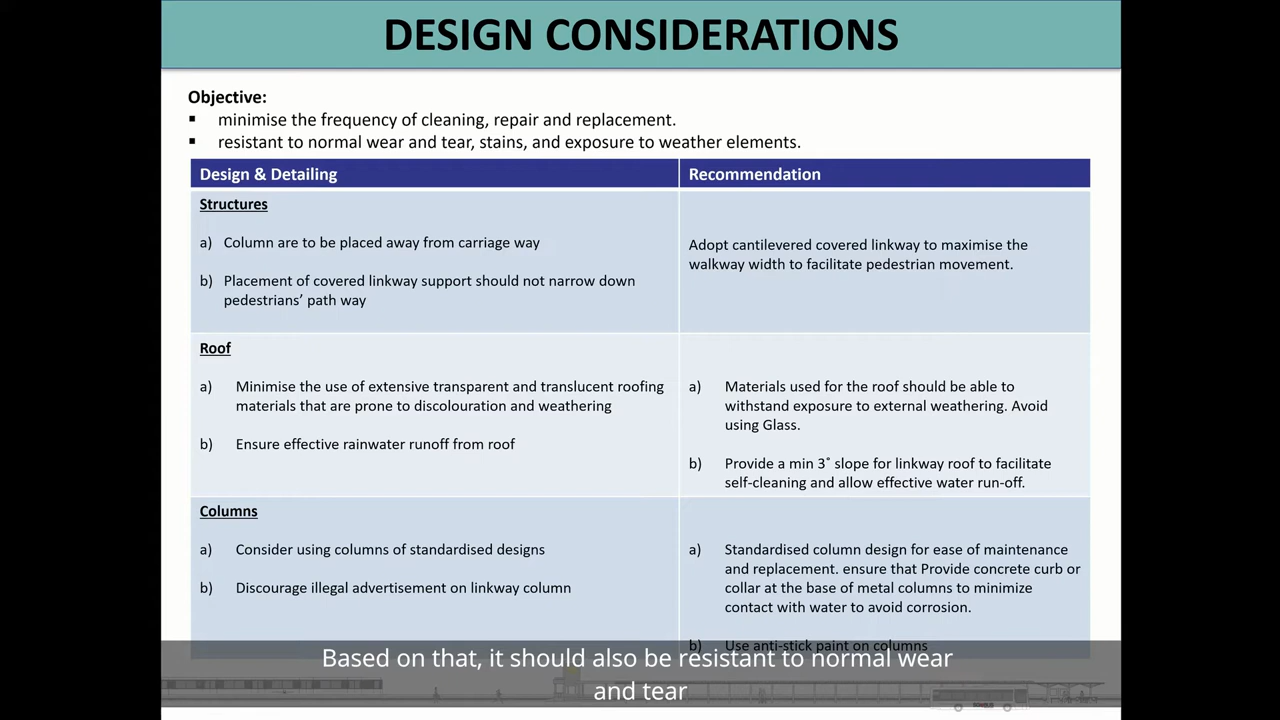 DESIGN CONSIDERATIONS
Objective:
▪ minimise the frequency of cleaning, repair and replacement.
▪ resistant to normal wear and tear, stains, and exposure to weather elements.
Design & Detailing
Recommendation
Structures
a) Column are to be placed away from carriage way
b) Placement of covered linkway support should not narrow down
pedestrians' path way
Adopt cantilevered covered linkway to maximise the
walkway width to facilitate pedestrian movement.
Roof
a) Minimise the use of extensive transparent and translucent roofing
materials that are prone to discolouration and weathering
b) Ensure effective rainwater runoff from roof
a) Materials used for the roof should be able to
withstand exposure to external weathering. Avoid
using Glass.
b) Provide a min 3˚ slope for linkway roof to facilitate
self-cleaning and allow effective water run-off.
Columns
a) Consider using columns of standardised designs
b) Discourage illegal advertisement on linkway column
a) Standardised column design for ease of maintenance
and replacement. ensure that Provide concrete curb or
collar at the base of metal columns to minimize
contact with water to avoid corrosion.
b) Use anti-stick paint on columns
Based on that, it should also be resistant to normal wear
and tear